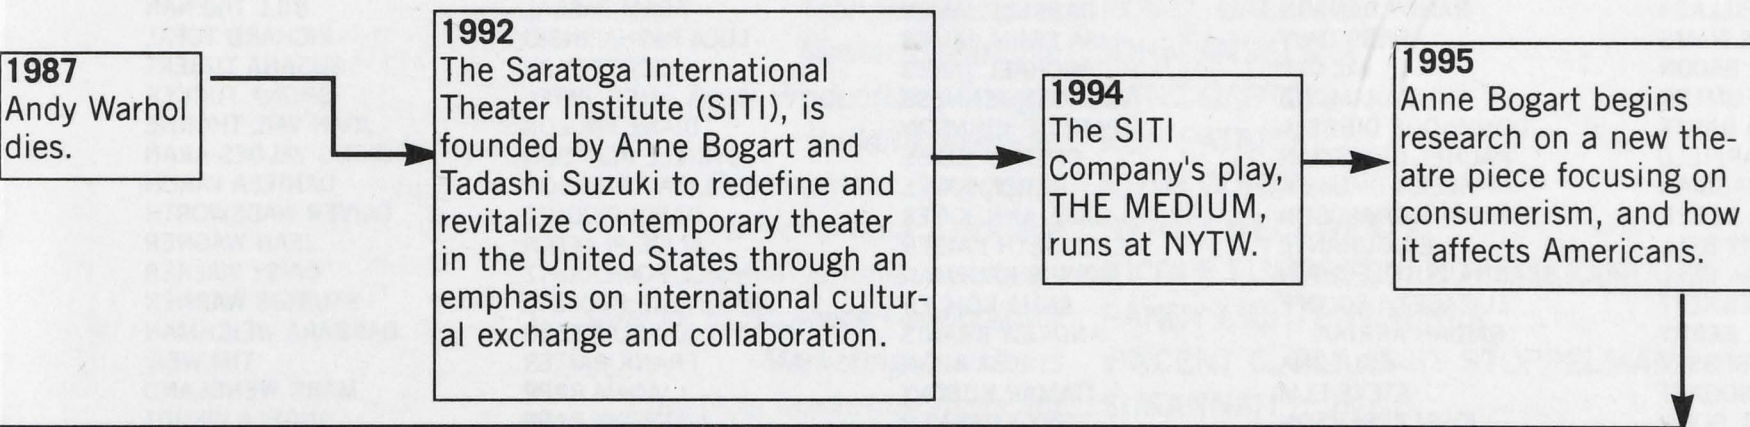 1987
Andy Warhol
dies.
1992
The Saratoga International
Theater Institute (SITI), is
founded by Anne Bogart and
Tadashi Suzuki to redefine and
revitalize contemporary theater
in the United States through an
emphasis on international cultur-
al exchange and collaboration.
1994
The SITI
Company's play,
THE MEDIUM,
runs at NYTW.
1995
Anne Bogart begins
research on a new the-
atre piece focusing on
consumerism, and how
it affects Americans.